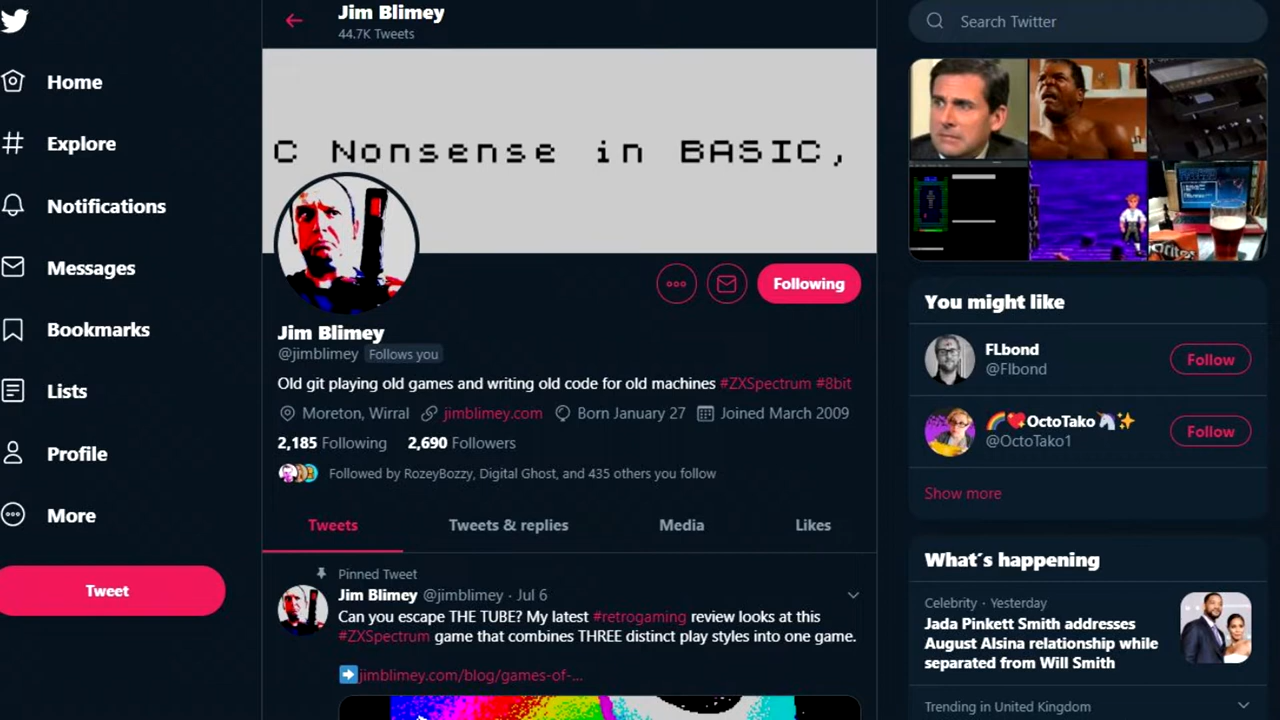 Home
Explore
Notifications
Messages
Bookmarks
Lists
Profile
More
Tweet
Jim Blimey
44.7K Tweets
C Nonsense in BASIC,
Following
Jim Blimey
@jimblimey Follows you
Old git playing old games and writing old code for old machines #ZXSpectrum #8bit
Moreton, Wirral jimblimey.com Born January 27 Joined March 2009
2,185 Following 2,690 Followers
Followed by RozeyBozzy, Digital Ghost, and 435 others you follow
Tweets Tweets & replies Media Likes
Pinned Tweet
Jim Blimey @jimblimey · Jul 6
Can you escape THE TUBE? My latest #retrogaming review looks at this
#ZXSpectrum game that combines THREE distinct play styles into one game.
jimblimey.com/blog/games-of-...
Search Twitter
You might like
FLbond
@Flbond
Follow
OctoTako
@OctoTako1
Follow
Show more
What´s happening
Celebrity · Yesterday
Jada Pinkett Smith addresses
August Alsina relationship while
separated from Will Smith
Trending in United Kingdom